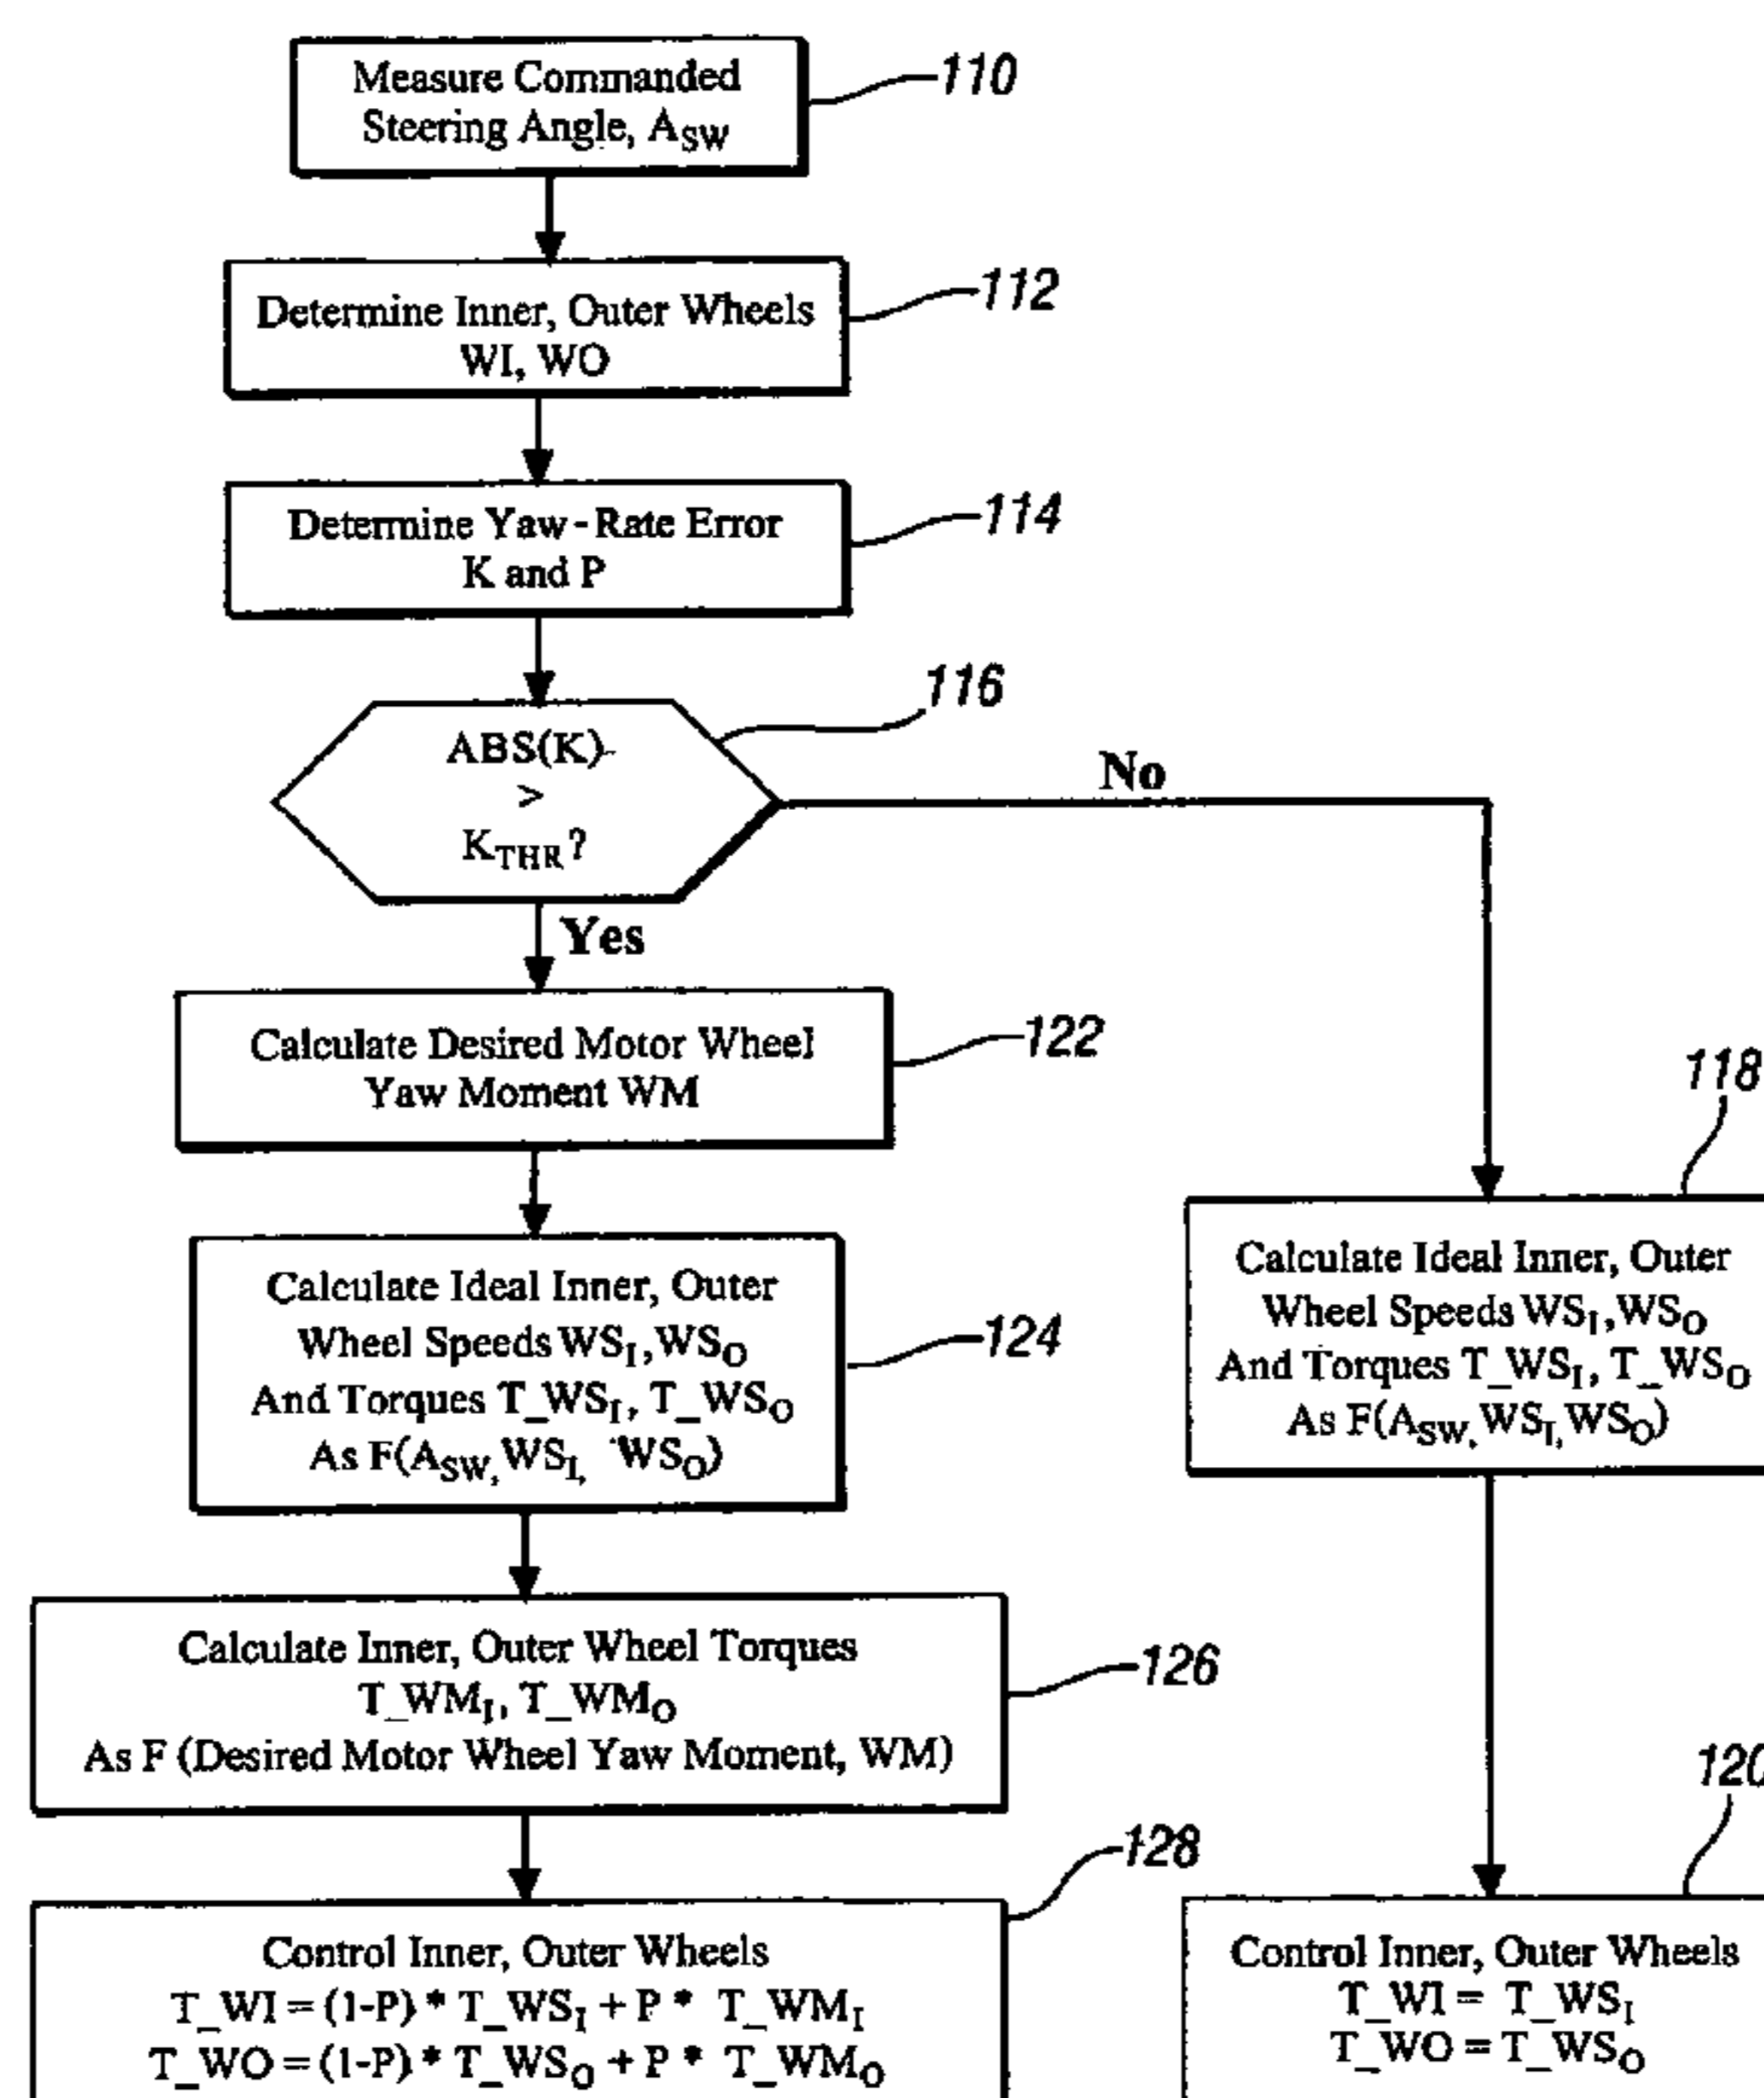 Measure Commanded
Steering Angle, A_SW
110
Determine Inner, Outer Wheels
WI, WO
112
Determine Yaw-Rate Error
K and P
114
ABS(K)
>
K_THR?
116
No
Yes
Calculate Desired Motor Wheel
Yaw Moment WM
122
118
Calculate Ideal Inner, Outer
Wheel Speeds WS_I, WS_O
And Torques T_WS_I, T_WS_O
As F(A_SW, WS_I, WS_O)
124
Calculate Ideal Inner, Outer
Wheel Speeds WS_I, WS_O
And Torques T_WS_I, T_WS_O
As F(A_SW, WS_I, WS_O)
Calculate Inner, Outer Wheel Torques
T_WM_I, T_WM_O
As F (Desired Motor Wheel Yaw Moment, WM)
126
120
Control Inner, Outer Wheels
T_WI = (1-P) * T_WS_I + P * T_WM_I
T_WO = (1-P) * T_WS_O + P * T_WM_O
128
Control Inner, Outer Wheels
T_WI = T_WS_I
T_WO = T_WS_O